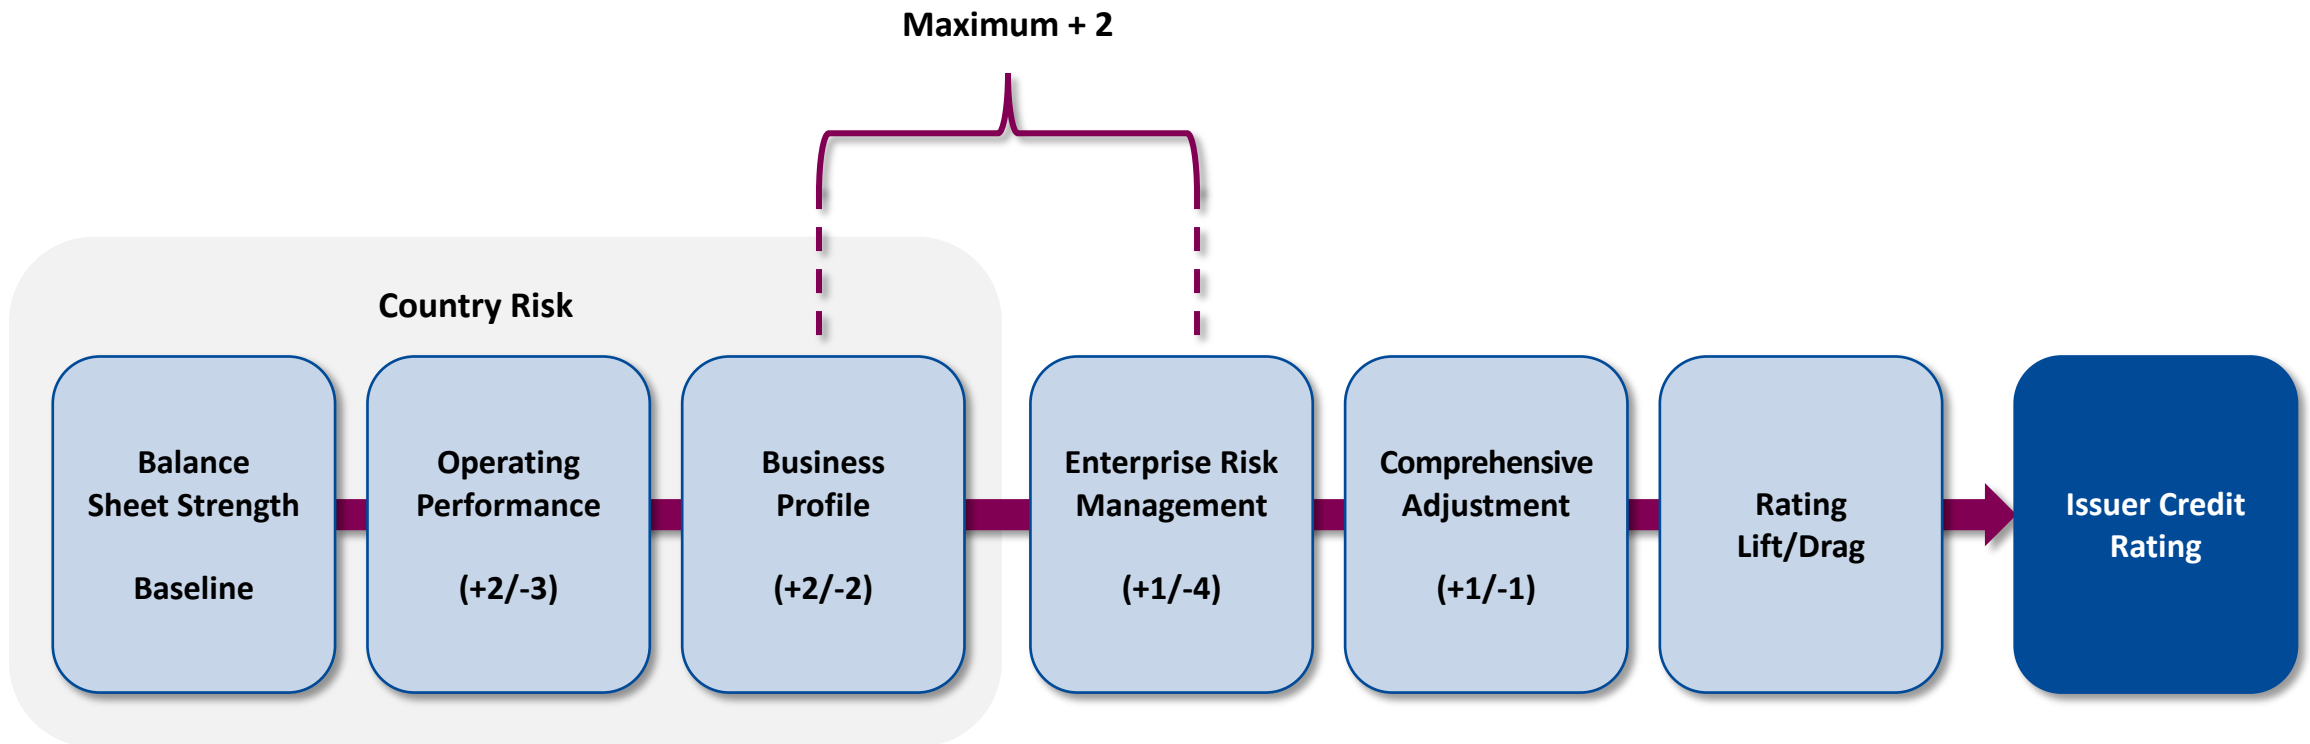 Maximum + 2
Country Risk
Balance
Sheet Strength
Baseline
Operating
Performance
(+2/-3)
Business
Profile
(+2/-2)
Enterprise Risk
Management
(+1/-4)
Comprehensive
Adjustment
(+1/-1)
Rating
Lift/Drag
Issuer Credit
Rating